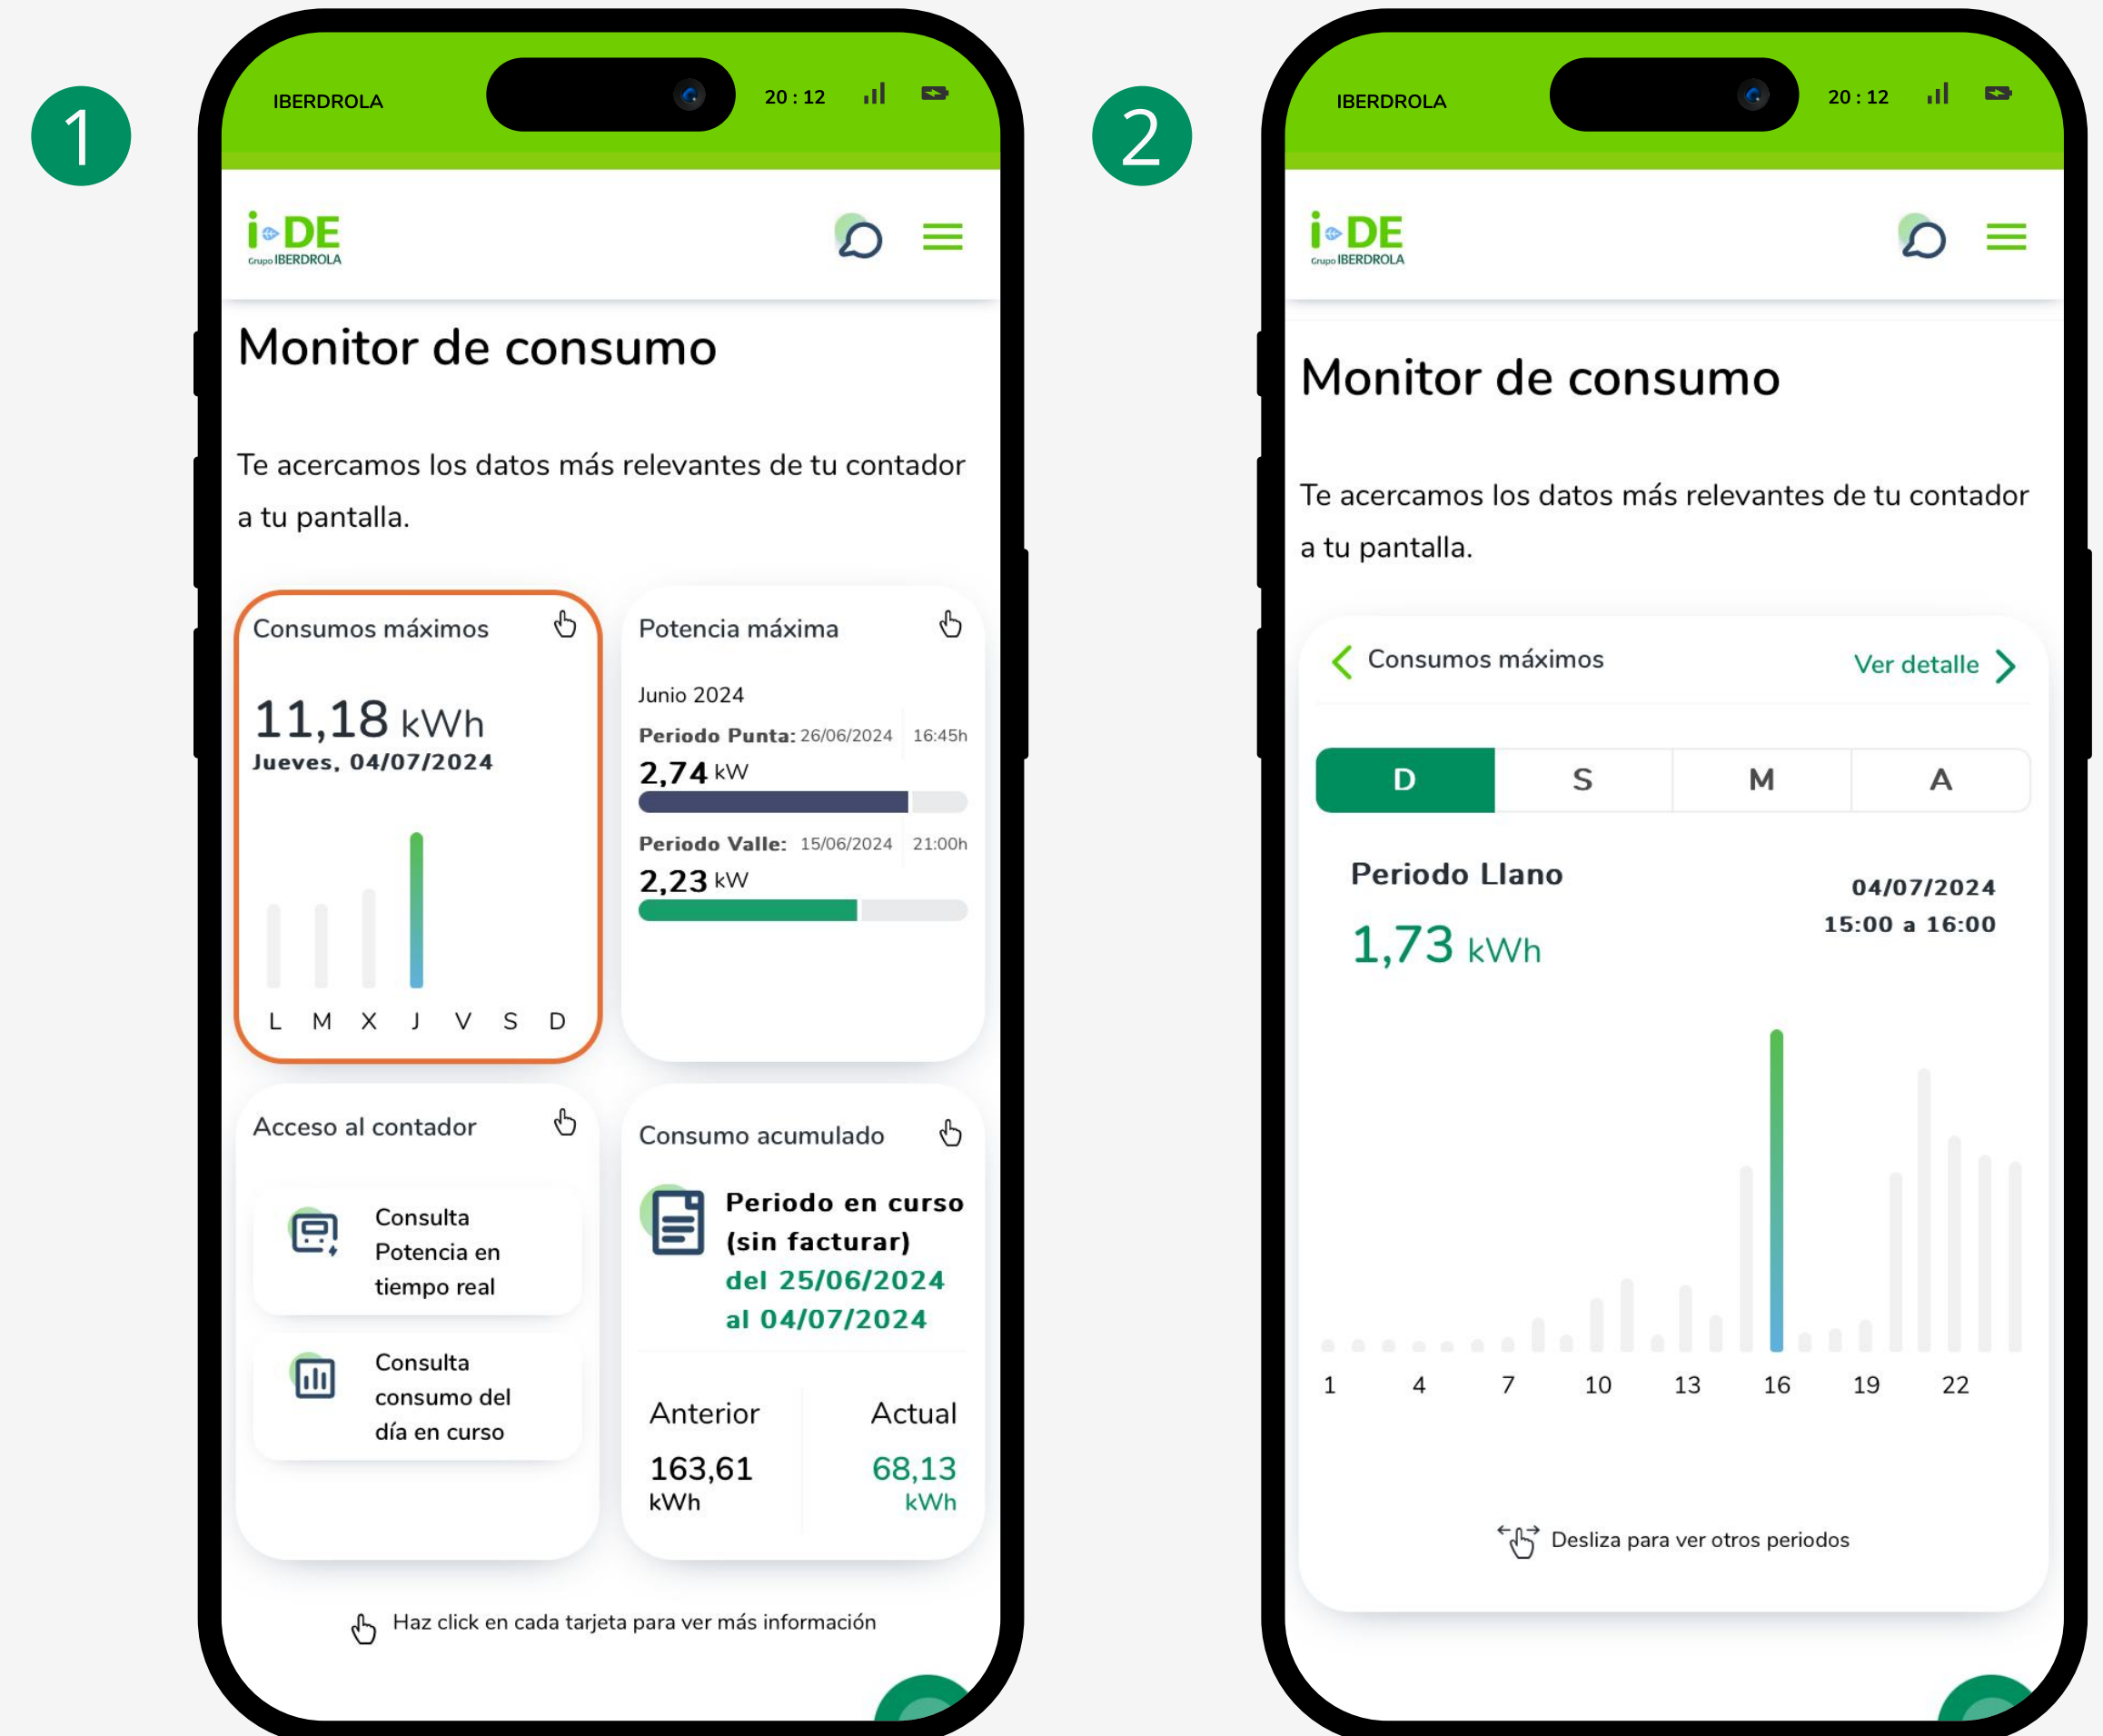 1
IBERDROLA
20 : 12
i DE
Grupo IBERDROLA
Monitor de consumo
Te acercamos los datos más relevantes de tu contador
a tu pantalla.
Consumos máximos
11,18 kWh
Jueves, 04/07/2024
L M X J V S D
Potencia máxima
Junio 2024
Periodo Punta: 26/06/2024 16:45h
2,74 kW
Periodo Valle: 15/06/2024 21:00h
2,23 kW
Acceso al contador
Consulta
Potencia en
tiempo real
Consulta
consumo del
día en curso
Consumo acumulado
Periodo en curso
(sin facturar)
del 25/06/2024
al 04/07/2024
Anterior Actual
163,61 68,13
kWh kWh
Haz click en cada tarjeta para ver más información
2
IBERDROLA
20 : 12
i DE
Grupo IBERDROLA
Monitor de consumo
Te acercamos los datos más relevantes de tu contador
a tu pantalla.
Consumos máximos Ver detalle
D S M A
Periodo Llano
04/07/2024
15:00 a 16:00
1,73 kWh
1 4 7 10 13 16 19 22
Desliza para ver otros periodos